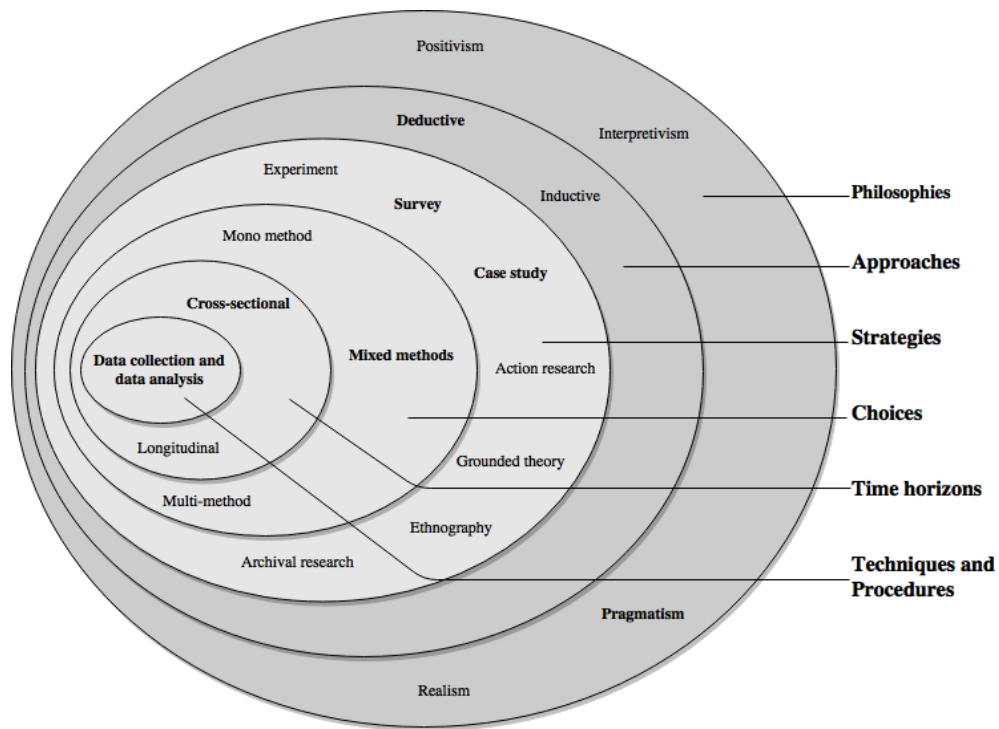 Positivism
Deductive
Interpretivism
Experiment
Inductive
Philosophies
Survey
Mono method
Approaches
Case study
Cross-sectional
Strategies
Data collection and
data analysis
Mixed methods
Action research
Choices
Longitudinal
Grounded theory
Time horizons
Multi-method
Ethnography
Archival research
Techniques and
Procedures
Pragmatism
Realism